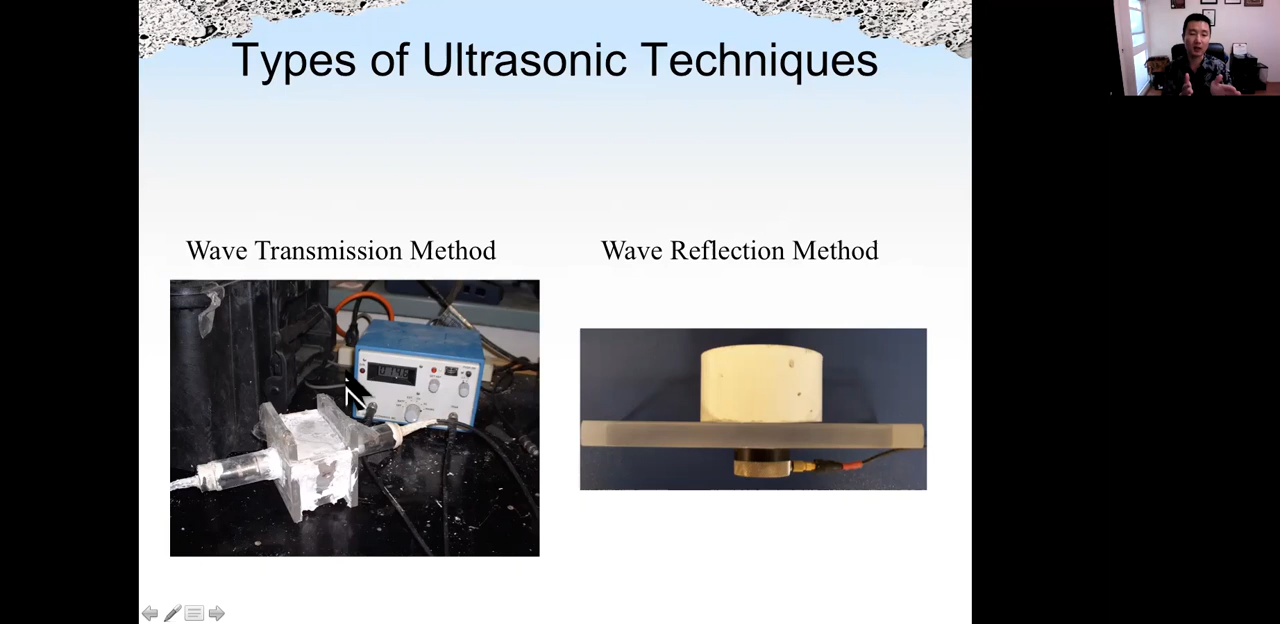 Types of Ultrasonic Techniques
Wave Transmission Method
Wave Reflection Method